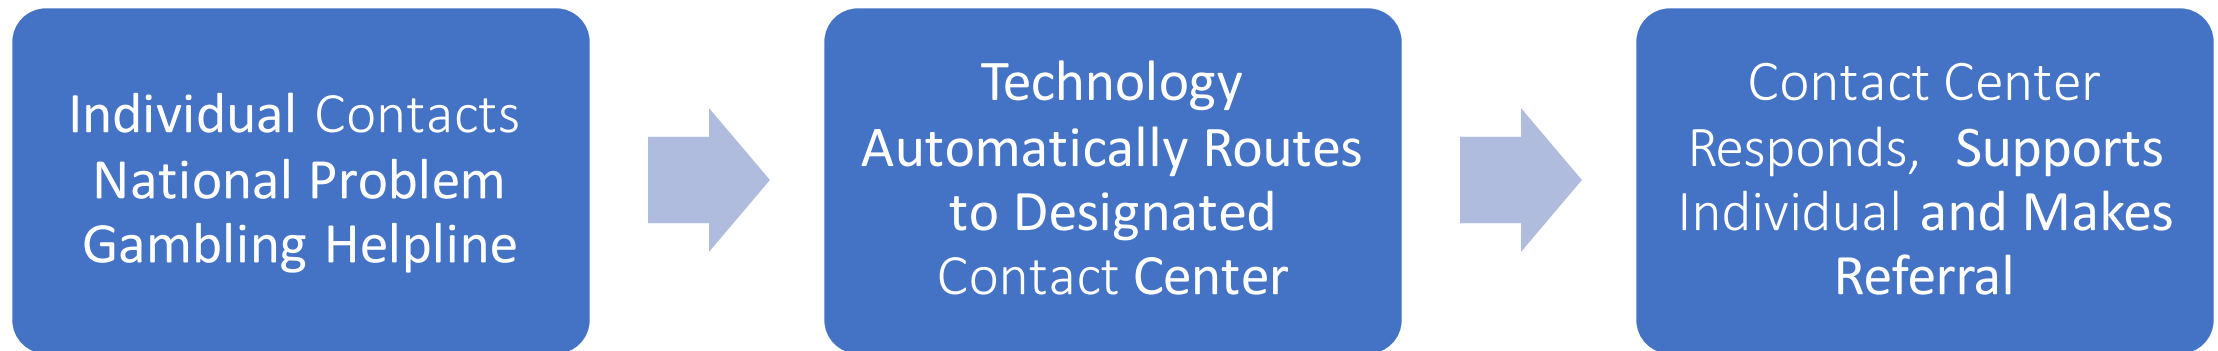 Individual Contacts
National Problem
Gambling Helpline
Technology
Automatically Routes
to Designated
Contact Center
Contact Center
Responds, Supports
Individual and Makes
Referral